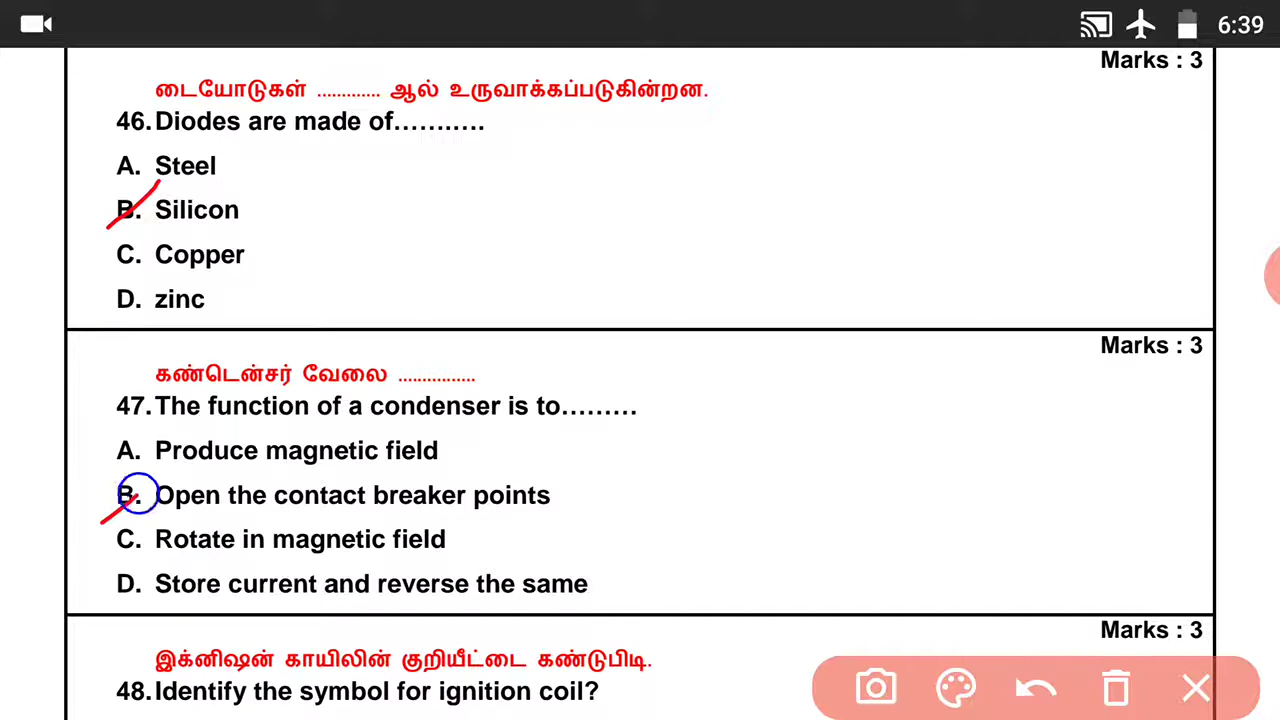 6:39
Marks : 3
டையோடுகள் ............. ஆல் உருவாக்கப்படுகின்றன.
46. Diodes are made of………..
A. Steel
B. Silicon
C. Copper
D. zinc
Marks : 3
கண்டென்சர் வேலை ................
47. The function of a condenser is to………
A. Produce magnetic field
B. Open the contact breaker points
C. Rotate in magnetic field
D. Store current and reverse the same
Marks : 3
இக்னிஷன் காயிலின் குறியீட்டை கண்டுபிடி.
48. Identify the symbol for ignition coil?